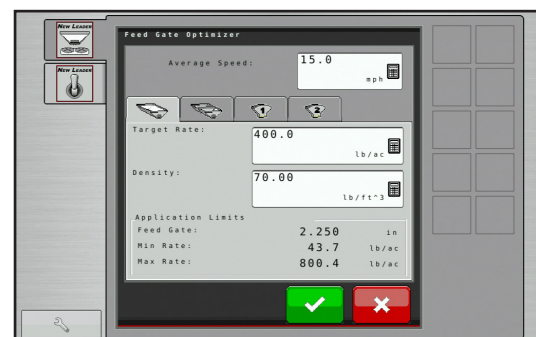 NEW LEADER
NEW LEADER
Feed Gate Optimizer
Average Speed:
15.0
mph
1
2
Target Rate:
400.0
lb/ac
Density:
70.00
lb/ft^3
Application Limits
Feed Gate: 2.250 in
Min Rate: 43.7 lb/ac
Max Rate: 800.4 lb/ac